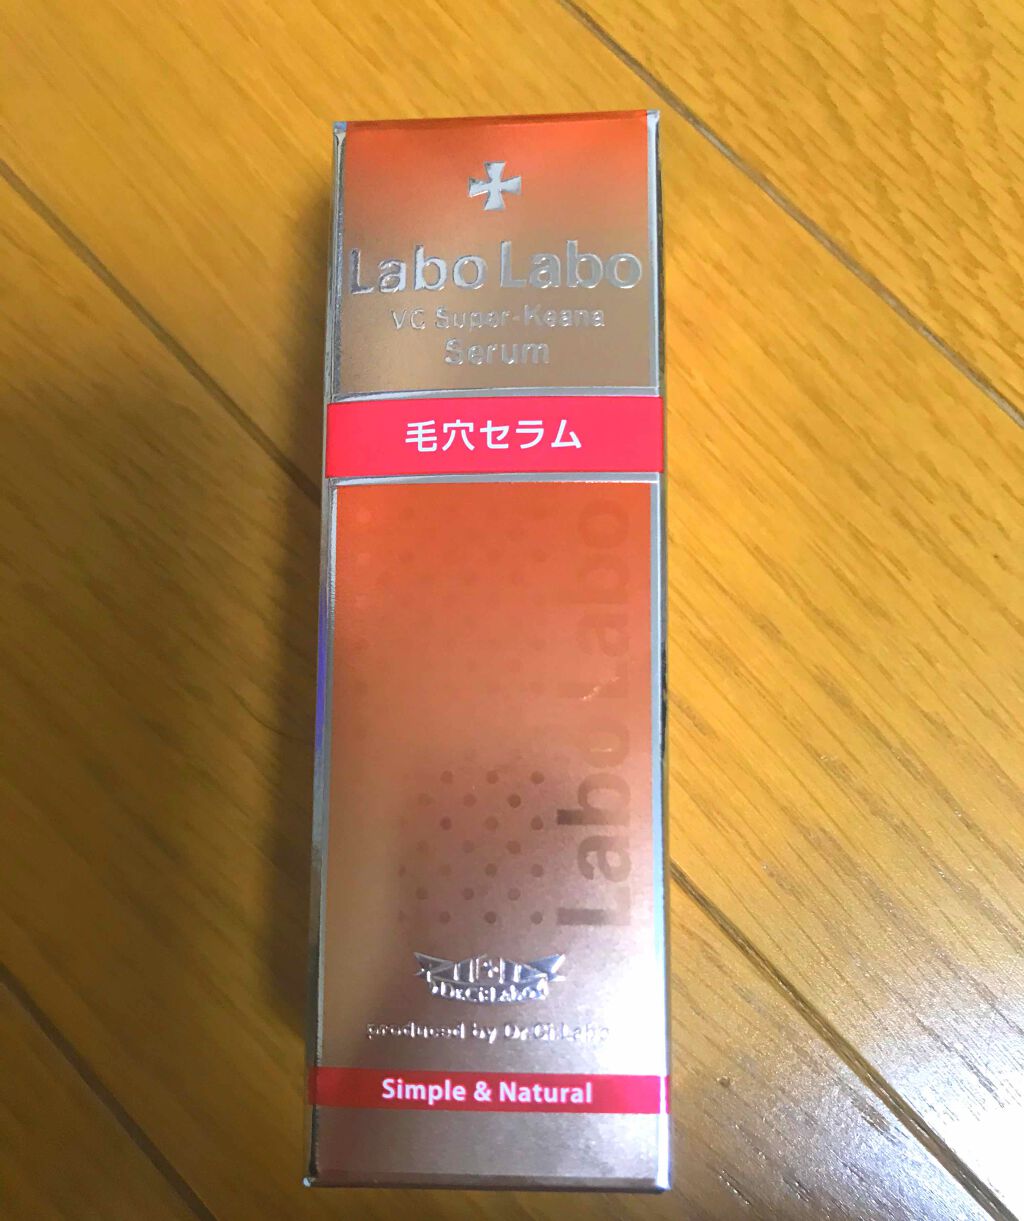 Labo Labo
VC Super-Keana
Serum
毛穴セラム
Labo Labo
Dr.Ci:Labo
produced by Dr.Ci:Labo
Simple & Natural